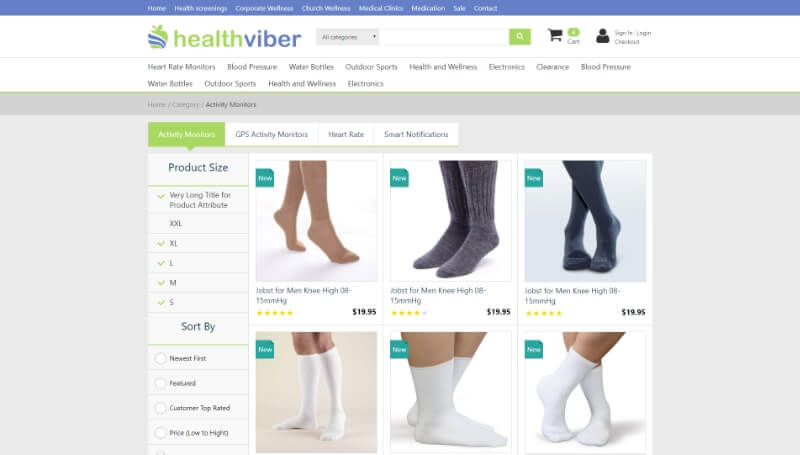 Home Health screenings Corporate Wellness Church Wellness Medical Clinics Medication Sale Contact
healthviber
All categories
Cart
Sign In Login
Checkout
Heart Rate Monitors Blood Pressure Water Bottles Outdoor Sports Health and Wellness Electronics Clearance Blood Pressure
Water Bottles Outdoor Sports Health and Wellness Electronics
Home / Category / Activity Monitors
Activity Monitors GPS Activity Monitors Heart Rate Smart Notifications
Product Size
Very Long Title for
Product Attribute
XXL
XL
L
M
S
Sort By
Newest First
Featured
Customer Top Rated
Price (Low to Hight)
New
Jobst for Men Knee High 08-
15mmHg
$19.95
New
Jobst for Men Knee High 08-
15mmHg
$19.95
New
Jobst for Men Knee High 08-
15mmHg
$19.95
New
New
New